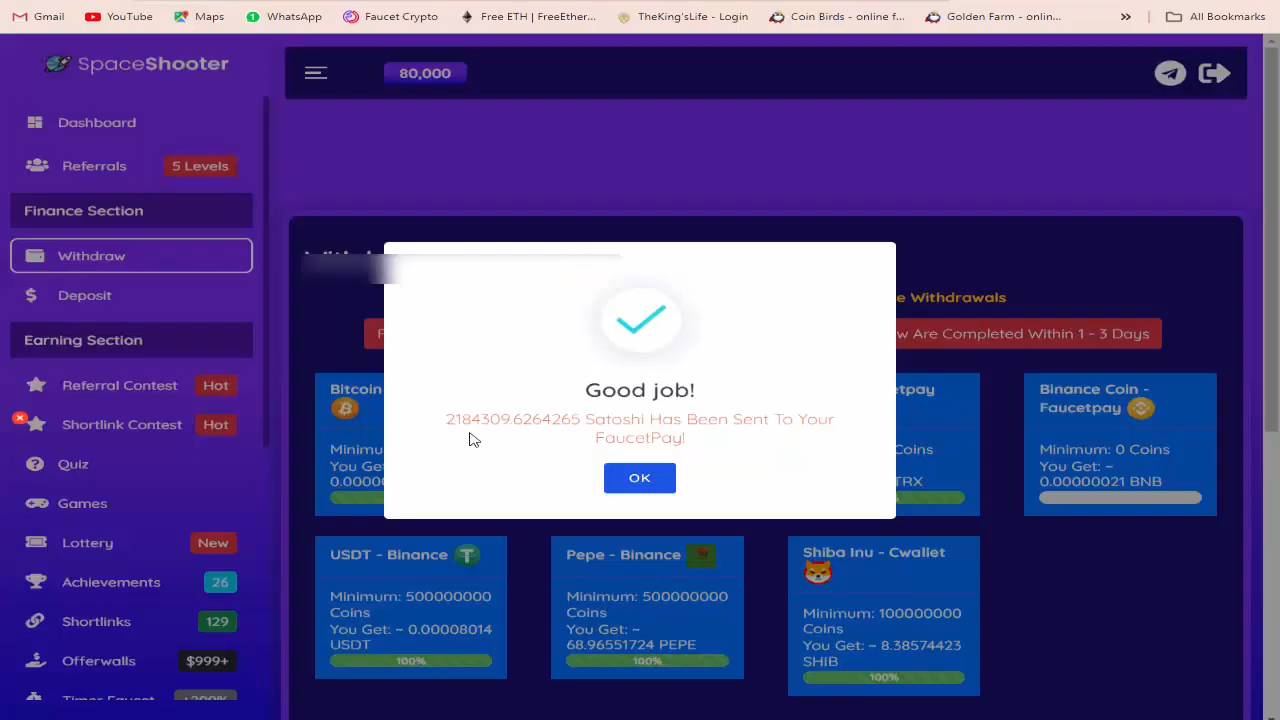 Gmail YouTube Maps WhatsApp Faucet Crypto Free ETH | FreeEther... TheKing'sLife - Login Coin Birds - online f... Golden Farm - onlin... » All Bookmarks
SpaceShooter
80,000
Dashboard
Referrals 5 Levels
Finance Section
Withdraw
Deposit
Earning Section
Referral Contest Hot
Shortlink Contest Hot
Quiz
Games
Lottery New
Achievements 26
Shortlinks 129
Offerwalls $999+
Timer Faucet +200%
e Withdrawals
w Are Completed Within 1 - 3 Days
Good job!
2184309.6264265 Satoshi Has Been Sent To Your
FaucetPay!
OK
Bitcoin
Minimu
You Get:
0.00000
etpay
Coins
TRX
Binance Coin -
Faucetpay
Minimum: 0 Coins
You Get: ~
0.00000021 BNB
USDT - Binance
Minimum: 500000000
Coins
You Get: ~ 0.00008014
USDT
100%
Pepe - Binance
Minimum: 500000000
Coins
You Get: ~
68.96551724 PEPE
100%
Shiba Inu - Cwallet
Minimum: 100000000
Coins
You Get: ~ 8.38574423
SHIB
100%